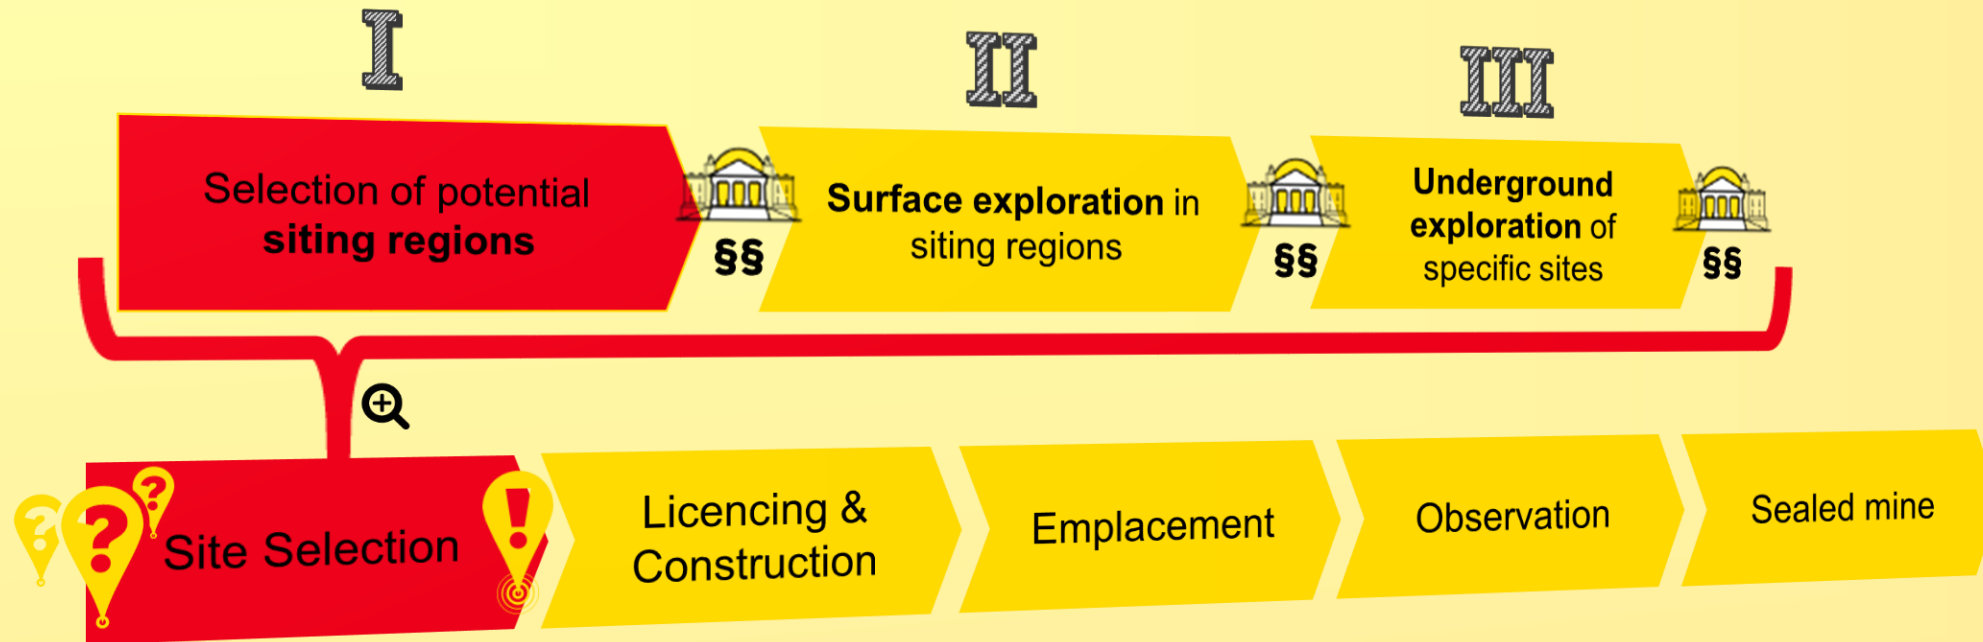 I
II
III
Selection of potential
siting regions
§§
Surface exploration in
siting regions
§§
Underground
exploration of
specific sites
§§
? ? ?
Site Selection
!
Licencing &
Construction
Emplacement
Observation
Sealed mine